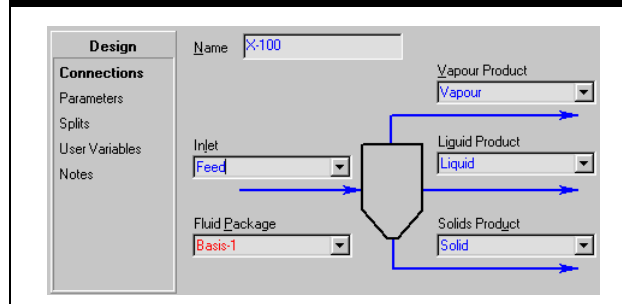 Design
Connections
Parameters
Splits
User Variables
Notes
Name X-100
Vapour Product
Vapour
Inlet
Feed
Liquid Product
Liquid
Fluid Package
Basis-1
Solids Product
Solid